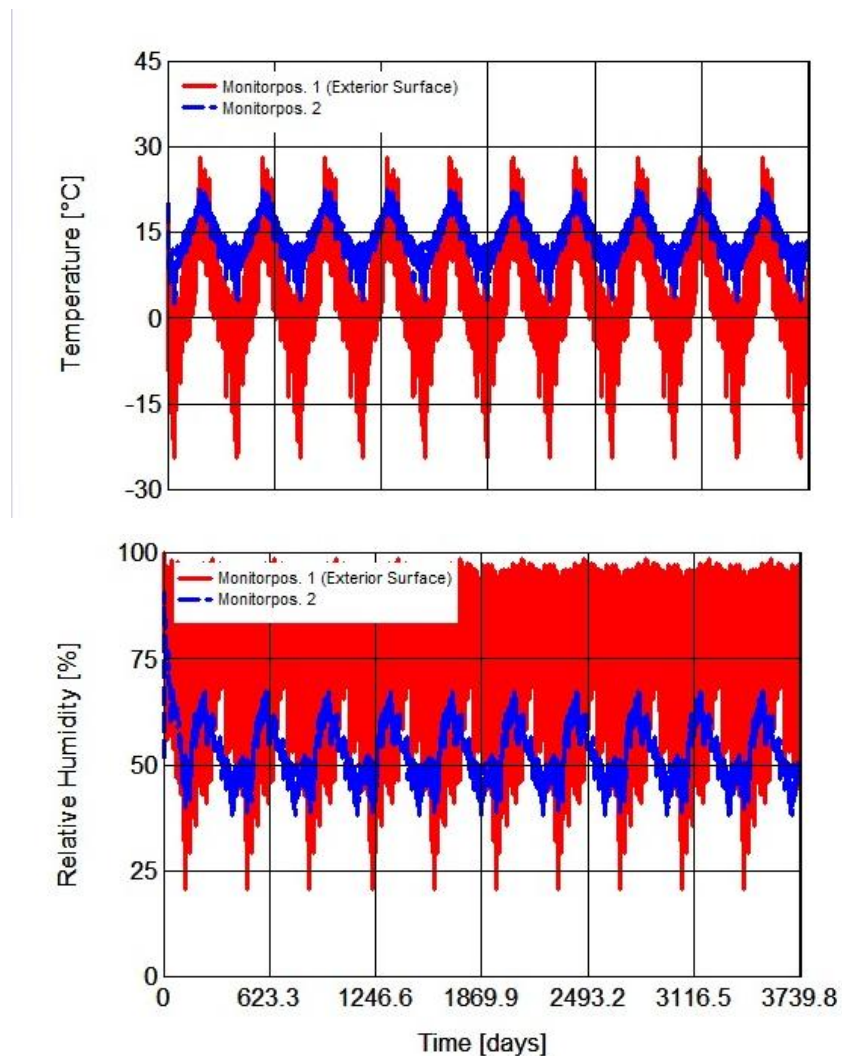 45
30
15
0
-15
-30
Temperature [°C]
Monitorpos. 1 (Exterior Surface)
Monitorpos. 2
100
75
50
25
0
Relative Humidity [%]
Monitorpos. 1 (Exterior Surface)
Monitorpos. 2
0 623.3 1246.6 1869.9 2493.2 3116.5 3739.8
Time [days]